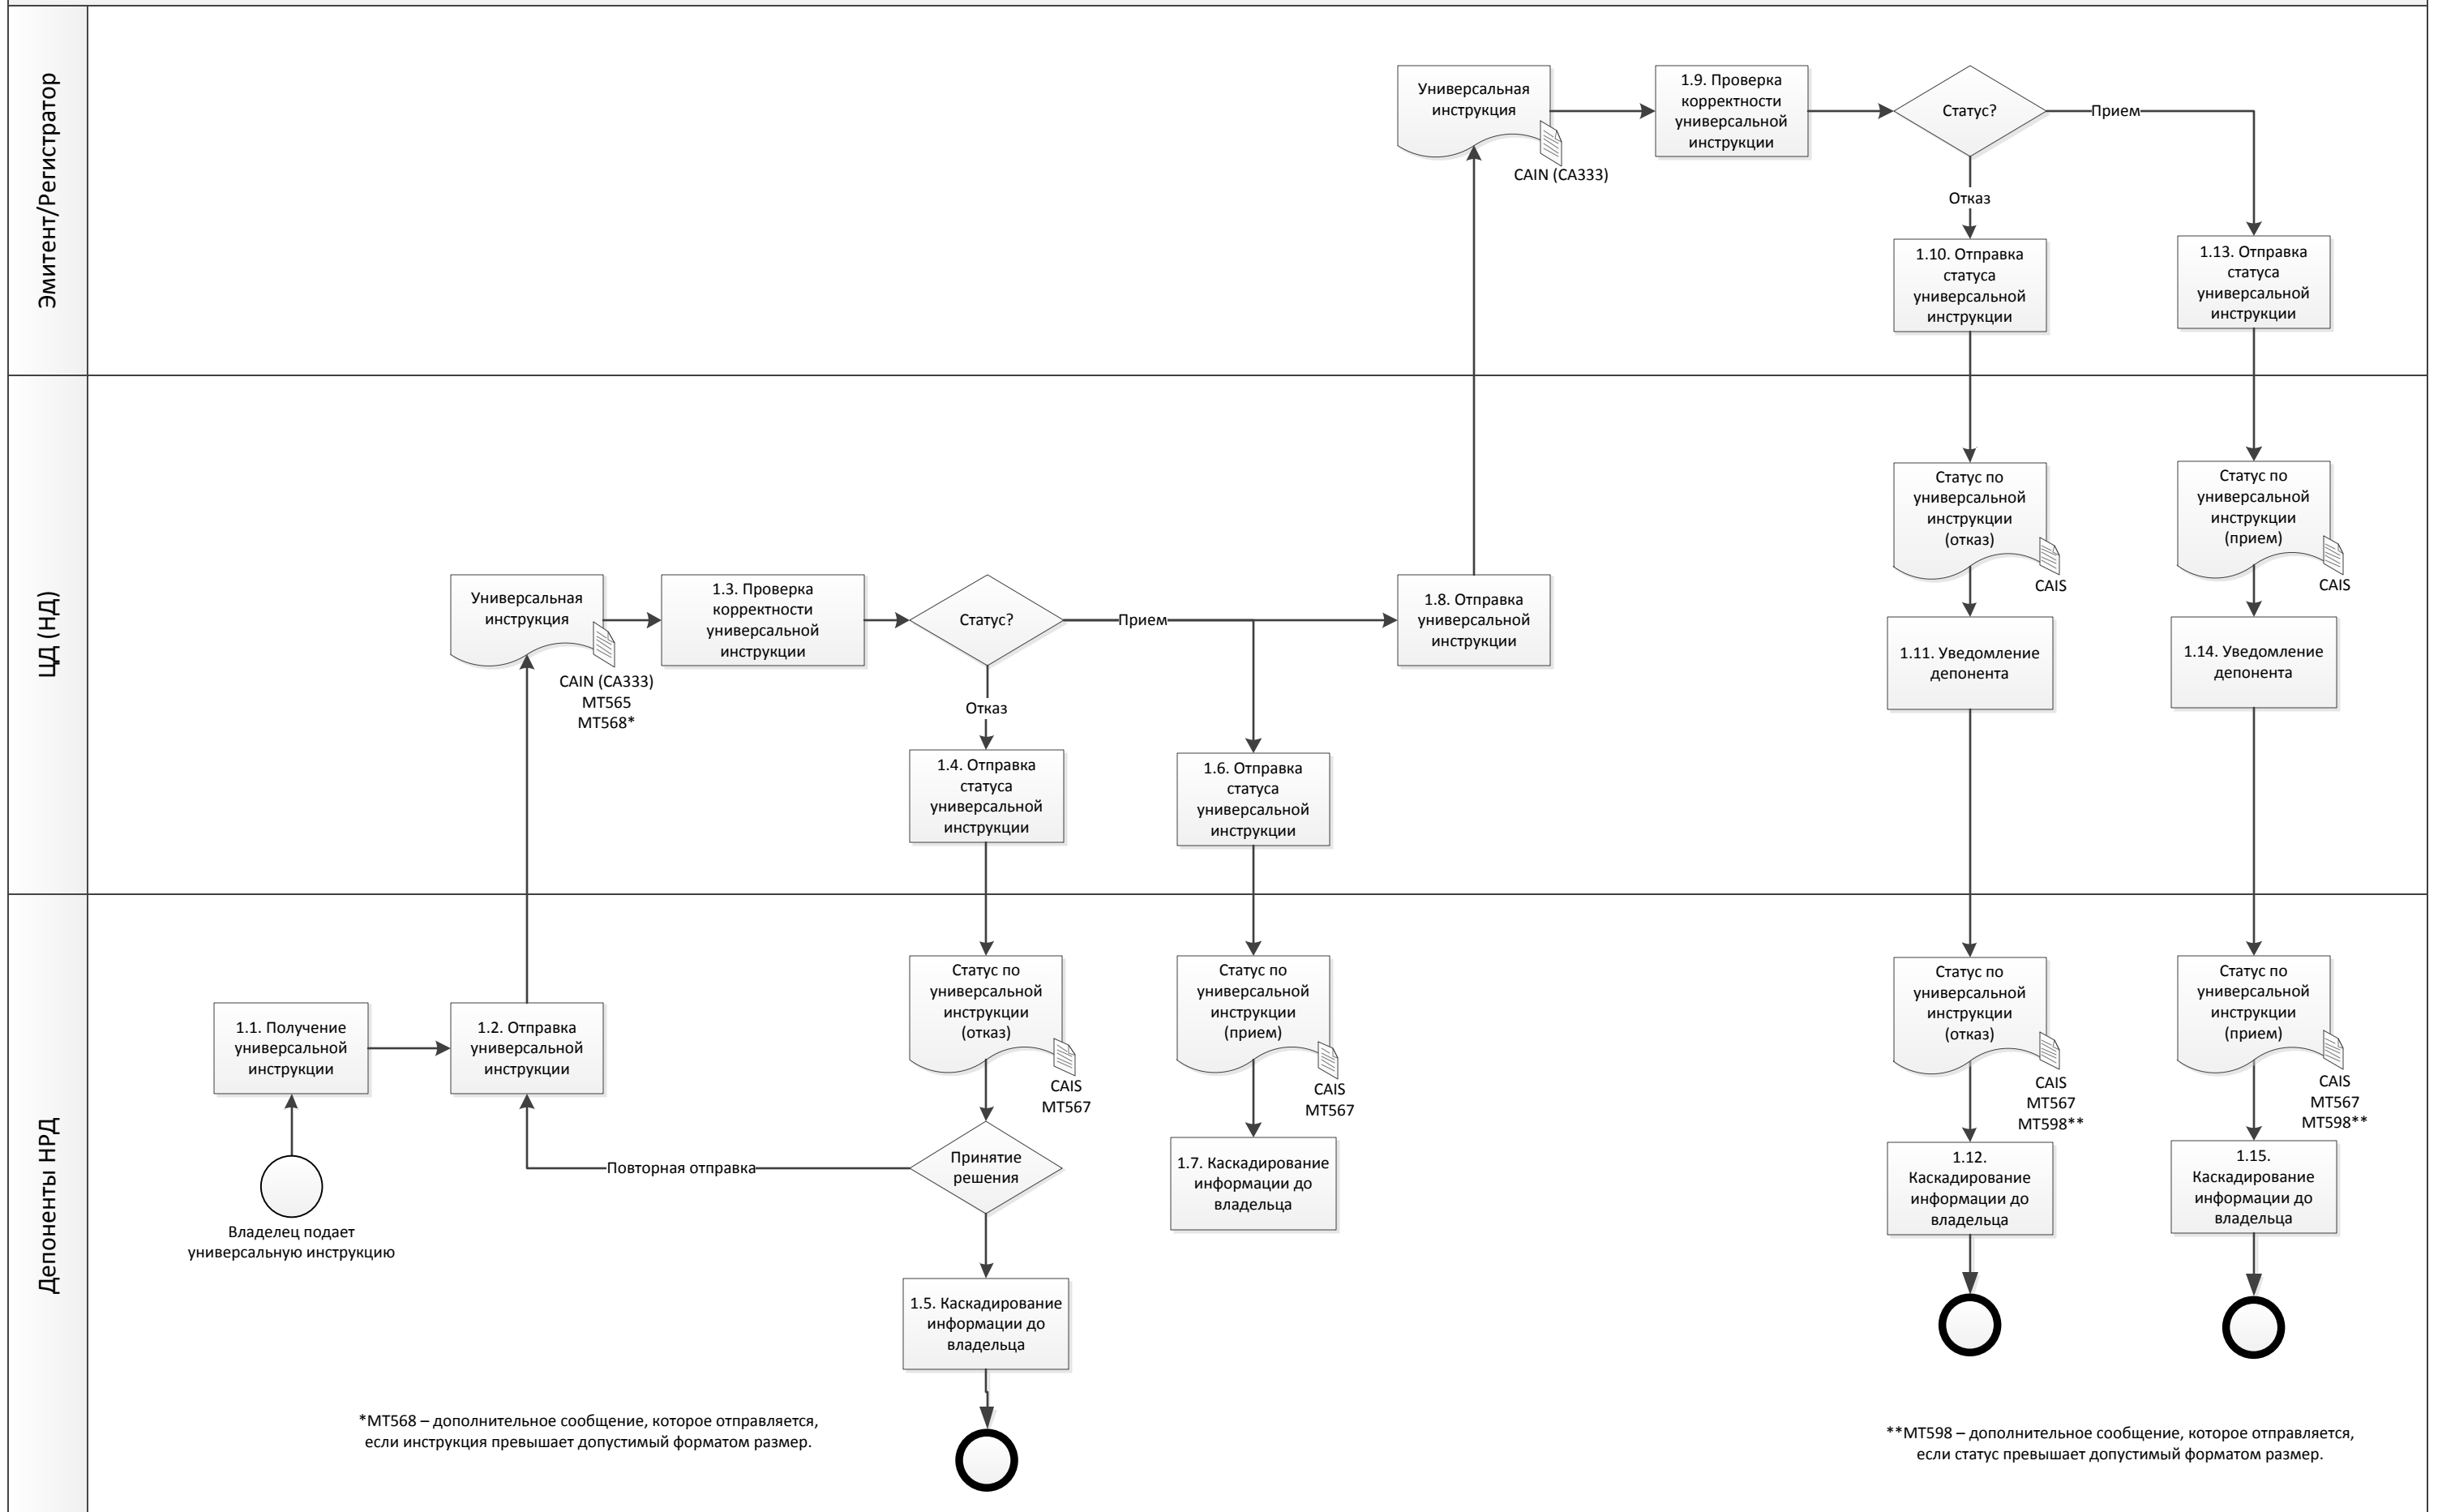 Эмитент/Регистратор
Универсальная
инструкция
CAIN (CA333)
1.9. Проверка
корректности
универсальной
инструкции
Статус?
Прием
Отказ
1.10. Отправка
статуса
универсальной
инструкции
1.13. Отправка
статуса
универсальной
инструкции
ЦД (НД)
Универсальная
инструкция
CAIN (CA333)
MT565
MT568*
1.3. Проверка
корректности
универсальной
инструкции
Статус?
Прием
Отказ
1.4. Отправка
статуса
универсальной
инструкции
1.6. Отправка
статуса
универсальной
инструкции
1.8. Отправка
универсальной
инструкции
Статус по
универсальной
инструкции
(отказ)
CAIS
1.11. Уведомление
депонента
Статус по
универсальной
инструкции
(прием)
CAIS
1.14. Уведомление
депонента
Депоненты НРД
Владелец подает
универсальную инструкцию
1.1. Получение
универсальной
инструкции
1.2. Отправка
универсальной
инструкции
Статус по
универсальной
инструкции
(отказ)
CAIS
MT567
Принятие
решения
Повторная отправка
1.5. Каскадирование
информации до
владельца
Статус по
универсальной
инструкции
(прием)
CAIS
MT567
1.7. Каскадирование
информации до
владельца
Статус по
универсальной
инструкции
(отказ)
CAIS
MT567
MT598**
1.12.
Каскадирование
информации до
владельца
Статус по
универсальной
инструкции
(прием)
CAIS
MT567
MT598**
1.15.
Каскадирование
информации до
владельца
*MT568 – дополнительное сообщение, которое отправляется,
если инструкция превышает допустимый форматом размер.
**MT598 – дополнительное сообщение, которое отправляется,
если статус превышает допустимый форматом размер.